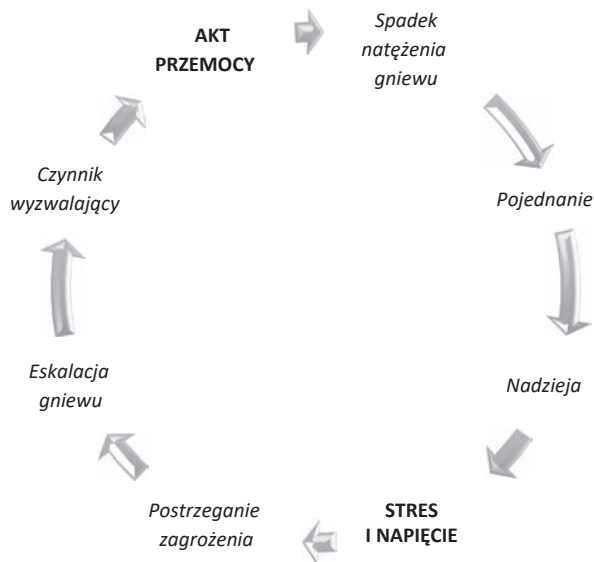 AKT
PRZEMOCY
Spadek
natężenia
gniewu
Pojednanie
Nadzieja
STRES
I NAPIĘCIE
Postrzeganie
zagrożenia
Eskalacja
gniewu
Czynnik
wyzwalający